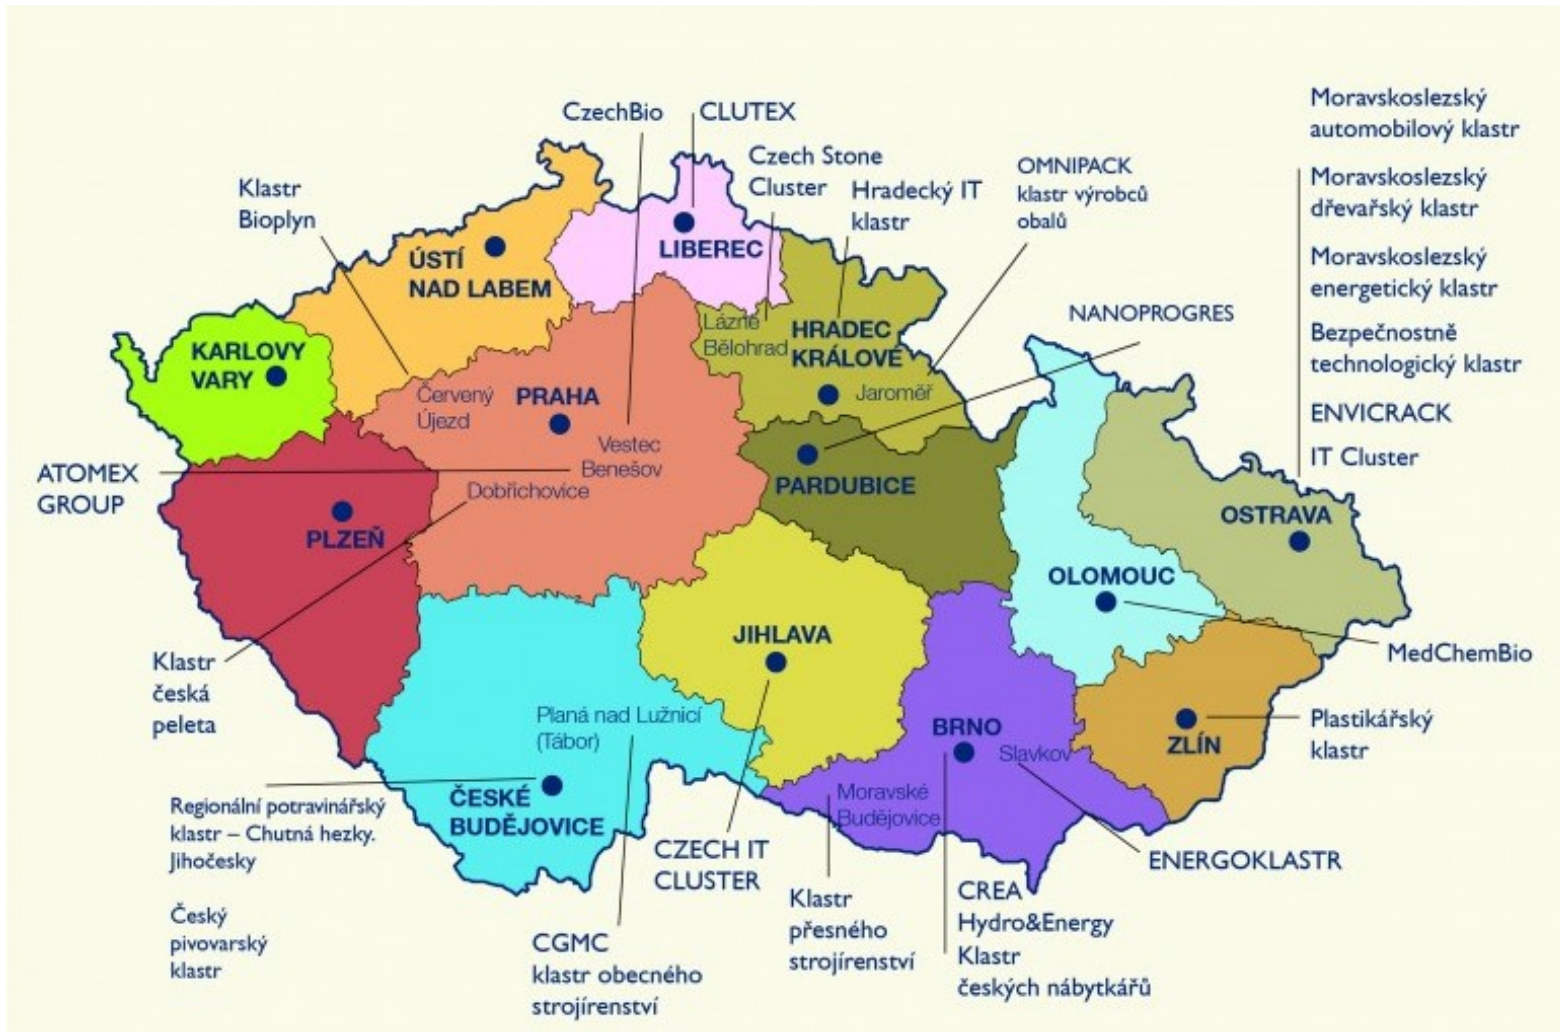 CzechBio
CLUTEX
Czech Stone
Cluster
Hradecký IT
klastr
OMNIPACK
klastr výrobců
obalů
Moravskoslezský
automobilový klastr
Moravskoslezský
dřevařský klastr
Moravskoslezský
energetický klastr
Bezpečnostně
technologický klastr
ENVICRACK
IT Cluster
Klastr
Bioplyn
ÚSTÍ
NAD LABEM
LIBEREC
NANOPROGRES
KARLOVY
VARY
Lázně
Bělohrad
HRADEC
KRÁLOVÉ
Jaroměř
Červený
Újezd
PRAHA
Vestec
Benešov
Dobřichovice
ATOMEX
GROUP
PLZEŇ
PARDUBICE
OSTRAVA
OLOMOUC
MedChemBio
JIHLAVA
Klastr
česká
peleta
Planá nad Lužnicí
(Tábor)
BRNO
Slavkov
ZLÍN
Plastikářský
klastr
Regionální potravinářský
klastr – Chutná hezky.
Jihočesky
ČESKÉ
BUDĚJOVICE
Moravské
Budějovice
CZECH IT
CLUSTER
ENERGOKLASTR
Český
pivovarský
klastr
CGMC
klastr obecného
strojírenství
Klastr
přesného
strojírenství
CREA
Hydro&Energy
Klastr
českých nábytkářů